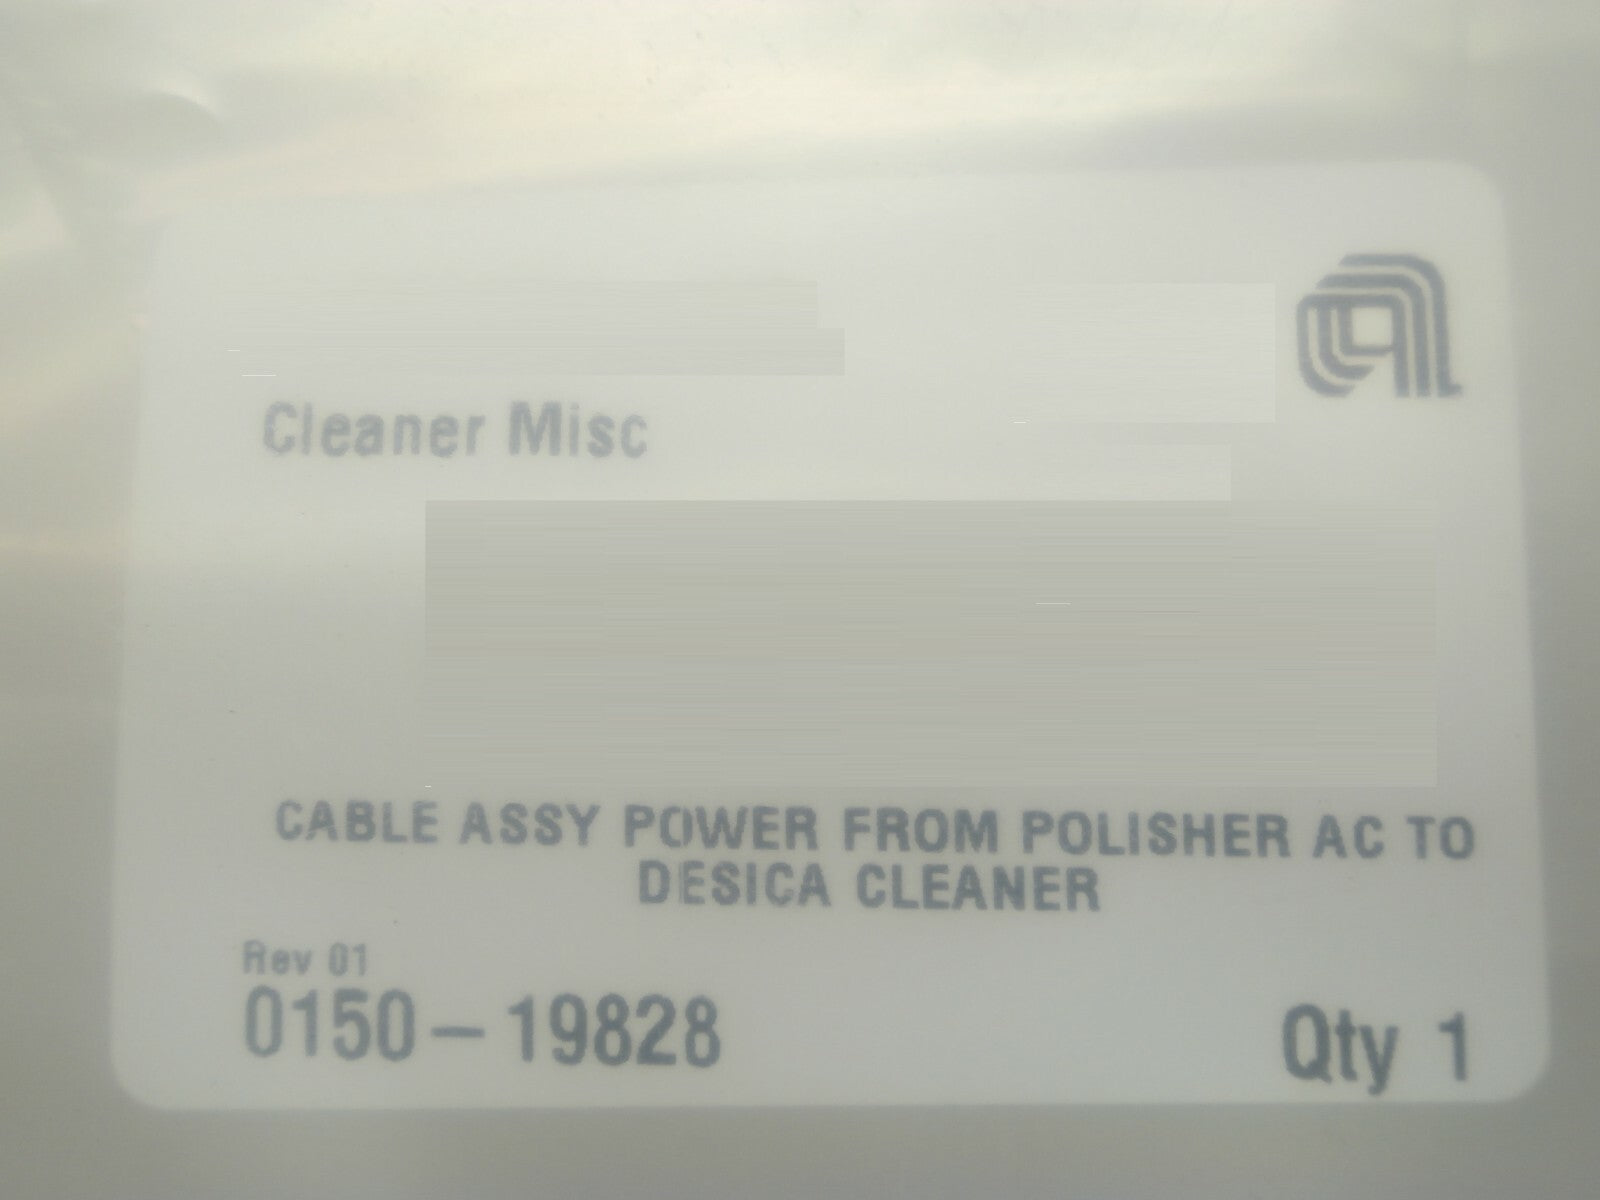 Cleaner Misc
CABLE ASSY POWER FROM POLISHER AC TO
DESICA CLEANER
Rev 01
0150-19828
Qty 1